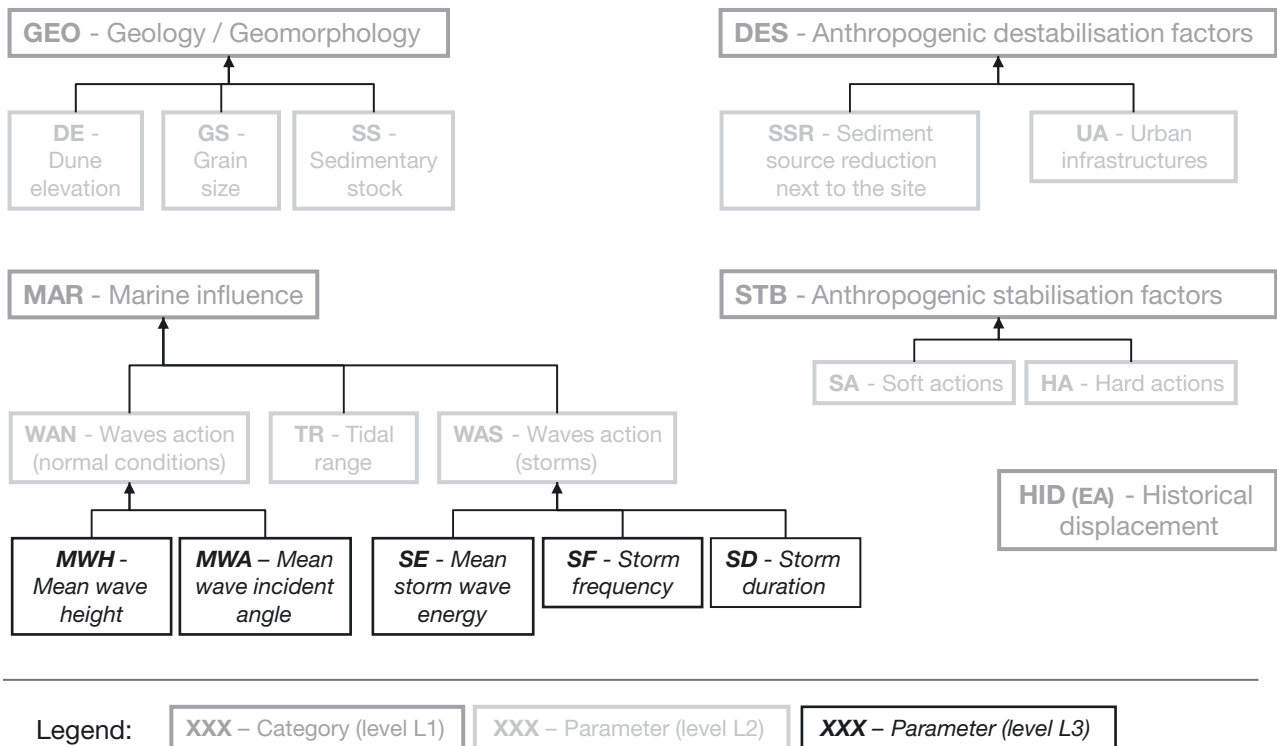 GEO - Geology / Geomorphology
DE -
Dune
elevation
GS -
Grain
size
SS -
Sedimentary
stock
DES - Anthropogenic destabilisation factors
SSR - Sediment
source reduction
next to the site
UA - Urban
infrastructures
MAR - Marine influence
WAN - Waves action
(normal conditions)
TR - Tidal
range
WAS - Waves action
(storms)
MWH -
Mean wave
height
MWA – Mean
wave incident
angle
SE - Mean
storm wave
energy
SF - Storm
frequency
SD - Storm
duration
STB - Anthropogenic stabilisation factors
SA - Soft actions
HA - Hard actions
HID (EA) - Historical
displacement
Legend:
XXX – Category (level L1)
XXX – Parameter (level L2)
XXX – Parameter (level L3)